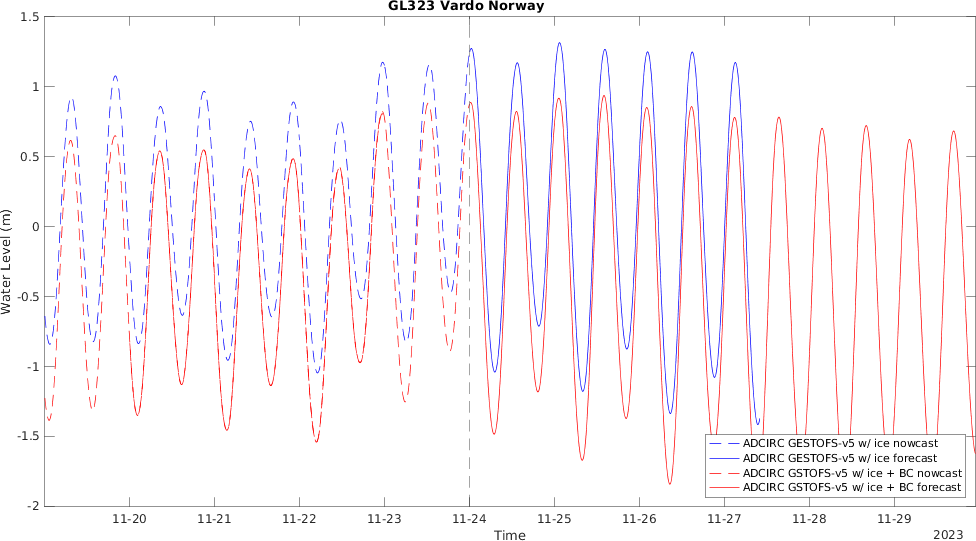 GL323 Vardo Norway
1.5
1
0.5
0
-0.5
-1
-1.5
-2
Water Level (m)
ADCIRC GESTOFS-v5 w/ ice nowcast
ADCIRC GESTOFS-v5 w/ ice forecast
ADCIRC GSTOFS-v5 w/ ice + BC nowcast
ADCIRC GSTOFS-v5 w/ ice + BC forecast
11-20 11-21 11-22 11-23 11-24 11-25 11-26 11-27 11-28 11-29
Time
2023